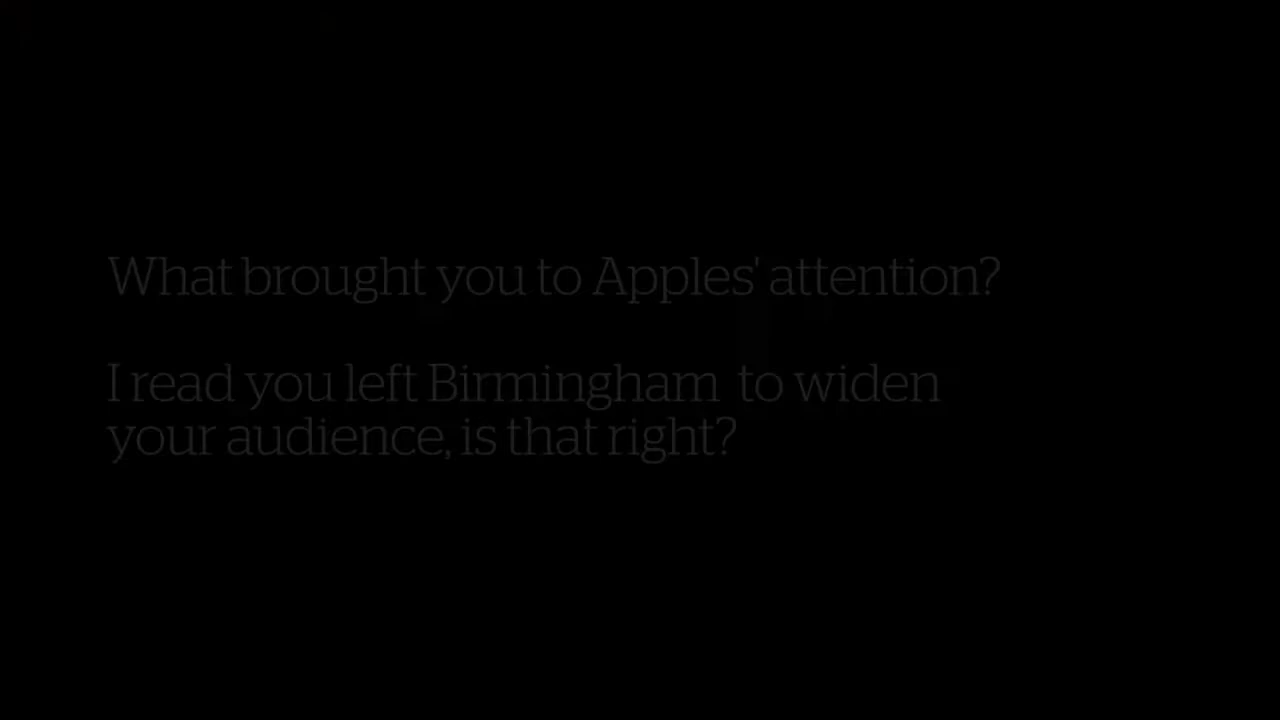 What brought you to Apples' attention?
I read you left Birmingham to widen
your audience, is that right?